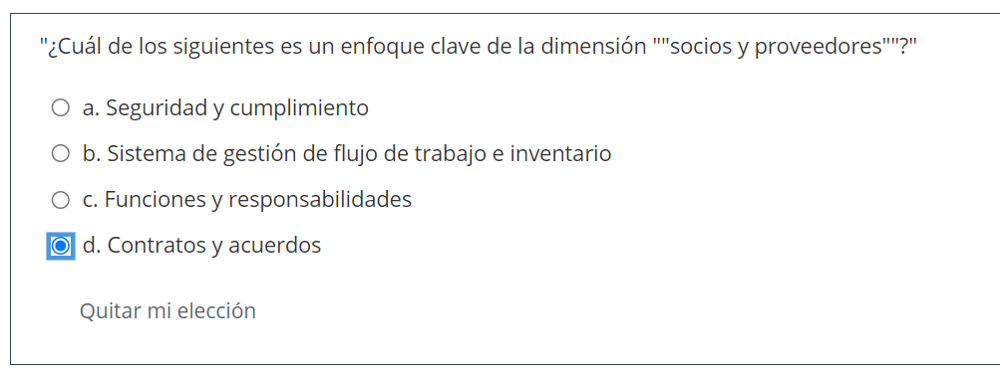 "¿Cuál de los siguientes es un enfoque clave de la dimensión ""socios y proveedores""?"
a. Seguridad y cumplimiento
b. Sistema de gestión de flujo de trabajo e inventario
c. Funciones y responsabilidades
d. Contratos y acuerdos
Quitar mi elección